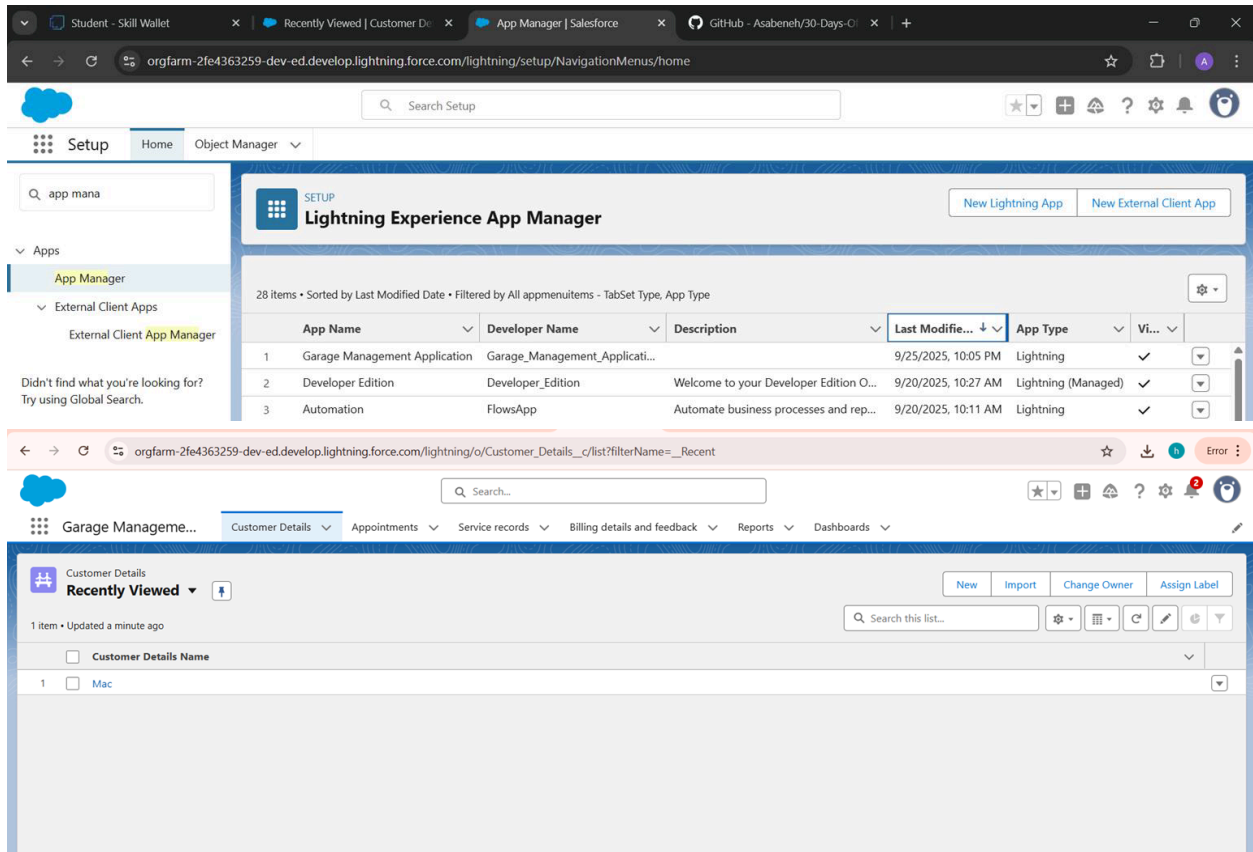 Student - Skill Wallet
Recently Viewed | Customer De
App Manager | Salesforce
GitHub - Asabeneh/30-Days-O
orgfarm-2fe4363259-dev-ed.develop.lightning.force.com/lightning/setup/NavigationMenus/home
A
Search Setup
Setup Home Object Manager
app mana
SETUP
Lightning Experience App Manager
New Lightning App New External Client App
Apps
App Manager
External Client Apps
External Client App Manager
Didn't find what you're looking for?
Try using Global Search.
28 items • Sorted by Last Modified Date • Filtered by All appmenuitems - TabSet Type, App Type
App Name Developer Name Description Last Modifie... App Type Vi...
1 Garage Management Application Garage_Management_Applicati... 9/25/2025, 10:05 PM Lightning
2 Developer Edition Developer_Edition Welcome to your Developer Edition O... 9/20/2025, 10:27 AM Lightning (Managed)
3 Automation FlowsApp Automate business processes and rep... 9/20/2025, 10:11 AM Lightning
orgfarm-2fe4363259-dev-ed.develop.lightning.force.com/lightning/o/Customer_Details__c/list?filterName=__Recent
h Error
Search...
2
Garage Manageme... Customer Details Appointments Service records Billing details and feedback Reports Dashboards
Customer Details
Recently Viewed
New Import Change Owner Assign Label
1 item • Updated a minute ago
Search this list...
Customer Details Name
1 Mac